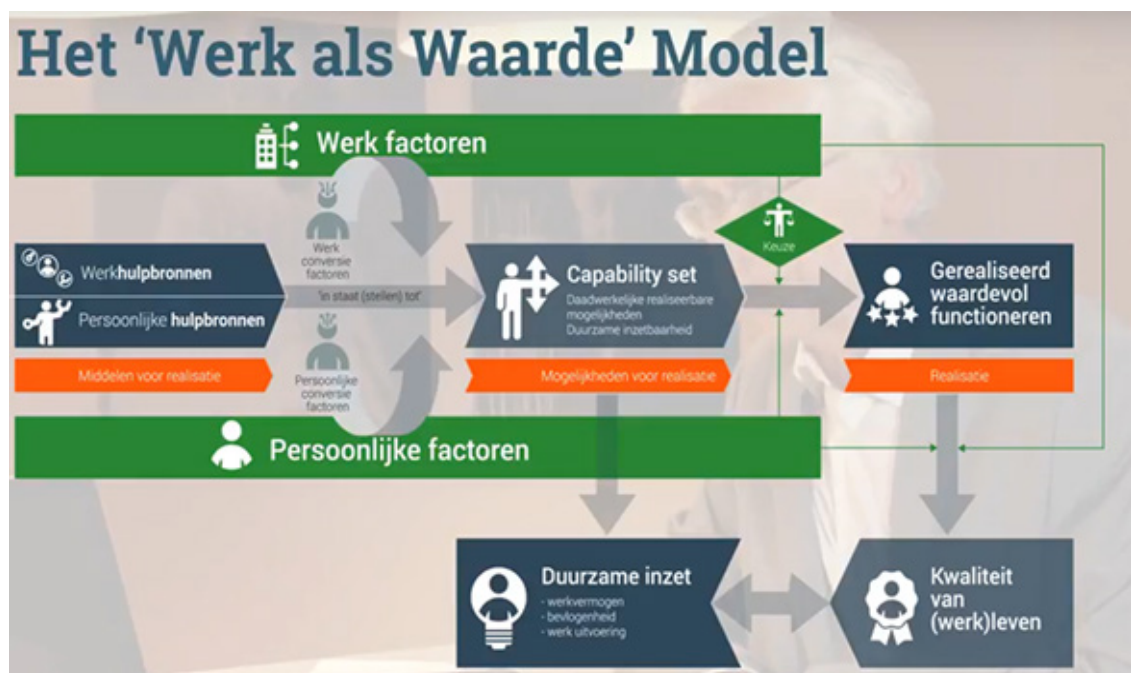 Het 'Werk als Waarde' Model
Werk factoren
Werk
conversie
factoren
Werkhulpbronnen
Persoonlijke hulpbronnen
'in staat (stellen) tot'
Middelen voor realisatie
Persoonlijke
conversie
factoren
Capability set
Daadwerkelijke realiseerbare
mogelijkheden
Duurzame inzetbaarheid
Mogelijkheden voor realisatie
Keuze
Gerealiseerd
waardevol
functioneren
Realisatie
Persoonlijke factoren
Duurzame inzet
- werkvermogen
- bevlogenheid
- werk uitvoering
Kwaliteit
van
(werk)leven